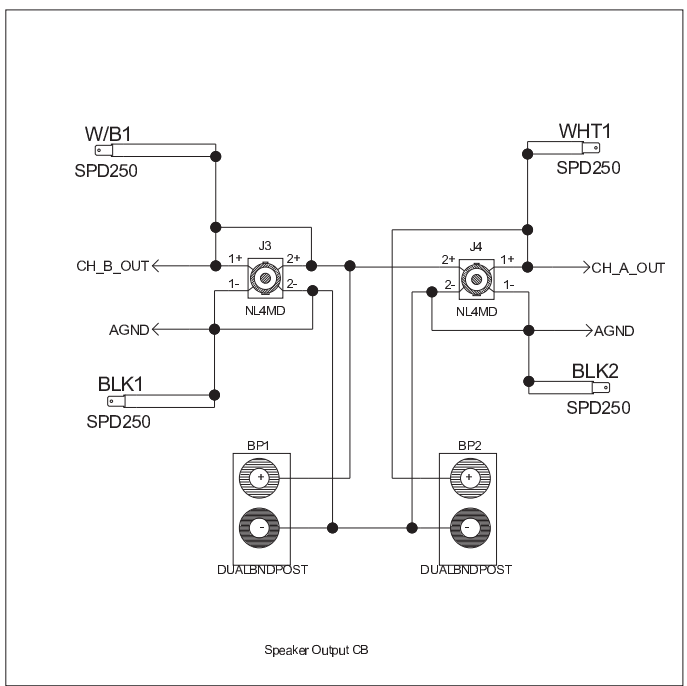 W/B1
WHT1
SPD250
SPD250
J3
J4
CH_B_OUT
1+
2+
2+
1+
CH_A_OUT
1-
2-
2-
1-
NL4MD
NL4MD
AGND
AGND
BLK1
BLK2
SPD250
SPD250
BP1
BP2
+
+
-
-
DUALBNDPOST
DUALBNDPOST
Speaker Output CB